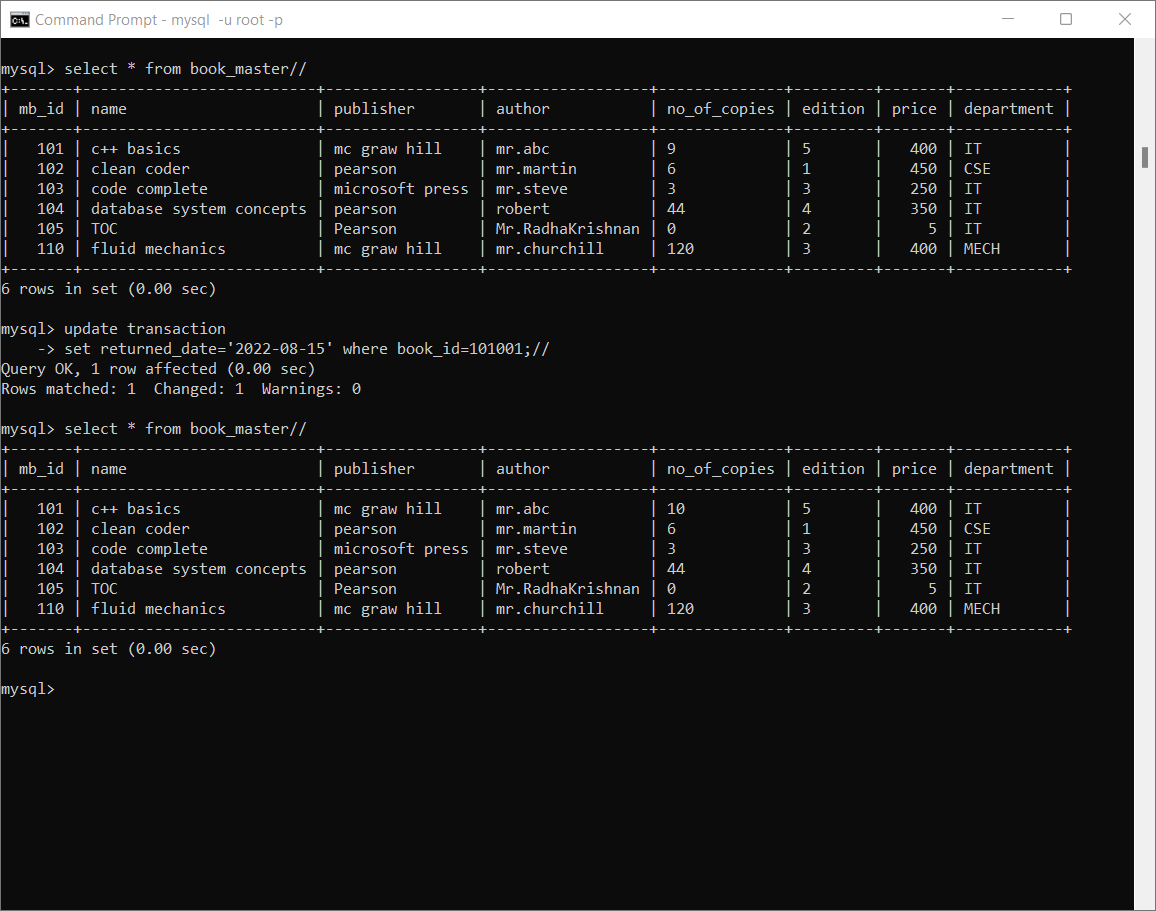 Command Prompt - mysql  -u root -p
mysql> select * from book_master//
+-------+--------------------------+-----------------+------------------+--------------+---------+-------+------------+
| mb_id | name                     | publisher       | author           | no_of_copies | edition | price | department |
+-------+--------------------------+-----------------+------------------+--------------+---------+-------+------------+
|   101 | c++ basics               | mc graw hill    | mr.abc           | 9            | 5       |   400 | IT         |
|   102 | clean coder              | pearson         | mr.martin        | 6            | 1       |   450 | CSE        |
|   103 | code complete            | microsoft press | mr.steve         | 3            | 3       |   250 | IT         |
|   104 | database system concepts | pearson         | robert           | 44           | 4       |   350 | IT         |
|   105 | TOC                      | Pearson         | Mr.RadhaKrishnan | 0            | 2       |     5 | IT         |
|   110 | fluid mechanics          | mc graw hill    | mr.churchill     | 120          | 3       |   400 | MECH       |
+-------+--------------------------+-----------------+------------------+--------------+---------+-------+------------+
6 rows in set (0.00 sec)
mysql> update transaction
    -> set returned_date='2022-08-15' where book_id=101001;//
Query OK, 1 row affected (0.00 sec)
Rows matched: 1  Changed: 1  Warnings: 0
mysql> select * from book_master//
+-------+--------------------------+-----------------+------------------+--------------+---------+-------+------------+
| mb_id | name                     | publisher       | author           | no_of_copies | edition | price | department |
+-------+--------------------------+-----------------+------------------+--------------+---------+-------+------------+
|   101 | c++ basics               | mc graw hill    | mr.abc           | 10           | 5       |   400 | IT         |
|   102 | clean coder              | pearson         | mr.martin        | 6            | 1       |   450 | CSE        |
|   103 | code complete            | microsoft press | mr.steve         | 3            | 3       |   250 | IT         |
|   104 | database system concepts | pearson         | robert           | 44           | 4       |   350 | IT         |
|   105 | TOC                      | Pearson         | Mr.RadhaKrishnan | 0            | 2       |     5 | IT         |
|   110 | fluid mechanics          | mc graw hill    | mr.churchill     | 120          | 3       |   400 | MECH       |
+-------+--------------------------+-----------------+------------------+--------------+---------+-------+------------+
6 rows in set (0.00 sec)
mysql>